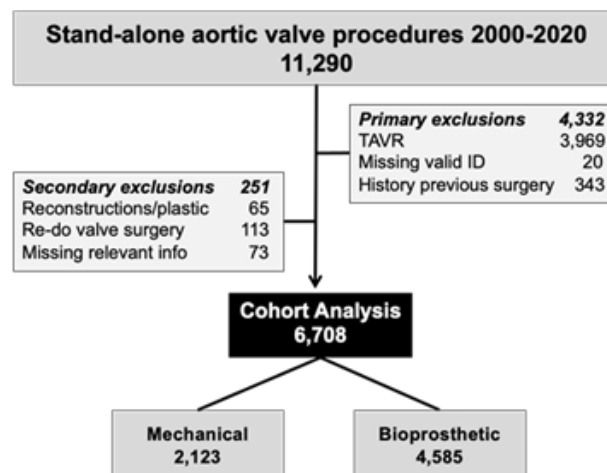 Stand-alone aortic valve procedures 2000-2020
11,290
Primary exclusions 4,332
TAVR 3,969
Missing valid ID 20
History previous surgery 343
Secondary exclusions 251
Reconstructions/plastic 65
Re-do valve surgery 113
Missing relevant info 73
Cohort Analysis
6,708
Mechanical
2,123
Bioprosthetic
4,585